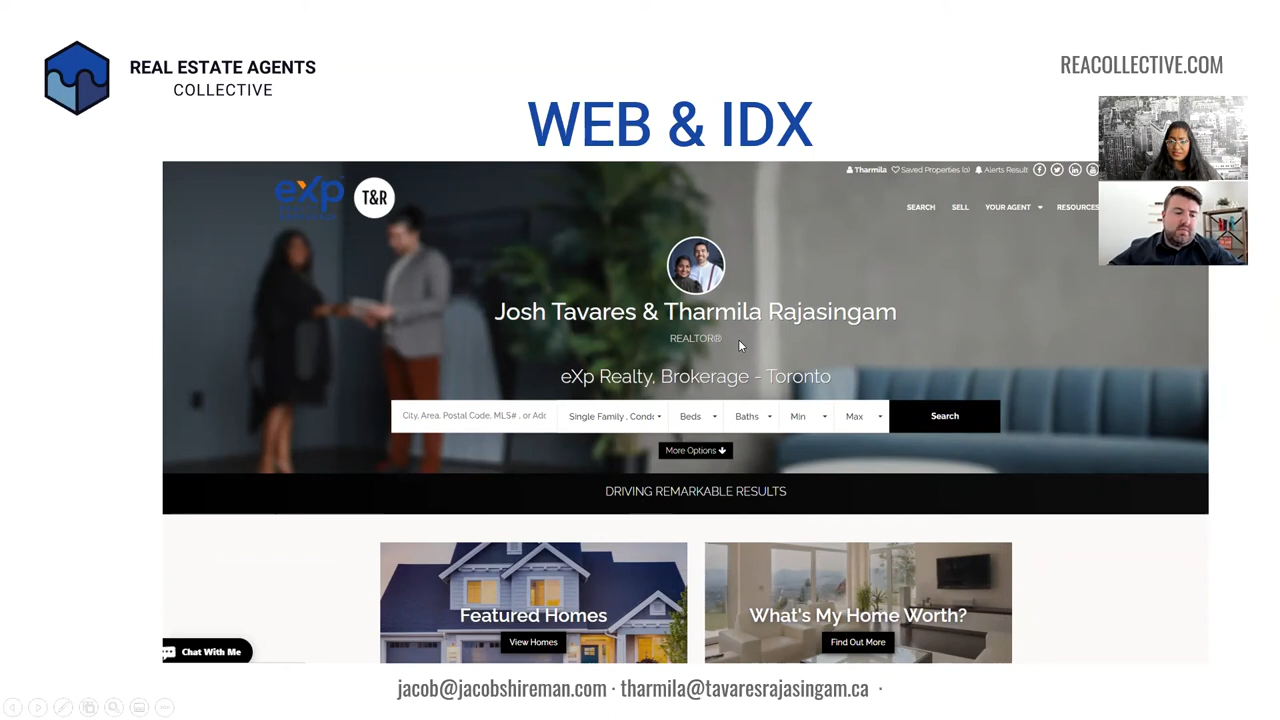 REAL ESTATE AGENTS
COLLECTIVE
REACOLLECTIVE.COM
WEB & IDX
Tharmila Saved Properties (0) Alerts Result
eXp
T&R
SEARCH SELL YOUR AGENT RESOURCES
Josh Tavares & Tharmila Rajasingam
REALTOR®
eXp Realty, Brokerage - Toronto
City, Area, Postal Code, MLS# , or Add Single Family , Condo Beds Baths Min Max Search
More Options
DRIVING REMARKABLE RESULTS
Featured Homes
View Homes
What's My Home Worth?
Find Out More
Chat With Me
jacob@jacobshireman.com · tharmila@tavaresrajasingam.ca ·